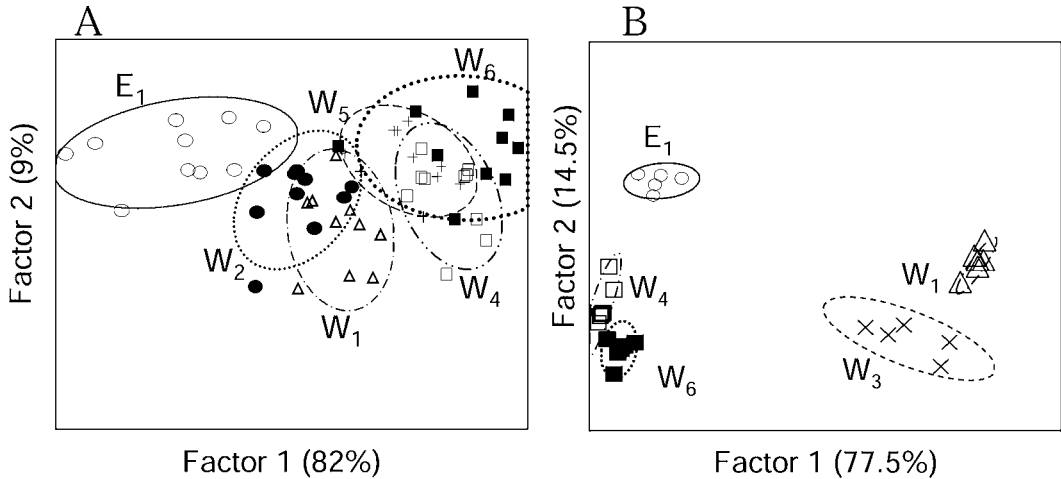 A
E₁
W₅
W₆
W₂
W₁
W₄
Factor 2 (9%)
Factor 1 (82%)
B
E₁
W₁
W₄
W₃
W₆
Factor 2 (14.5%)
Factor 1 (77.5%)